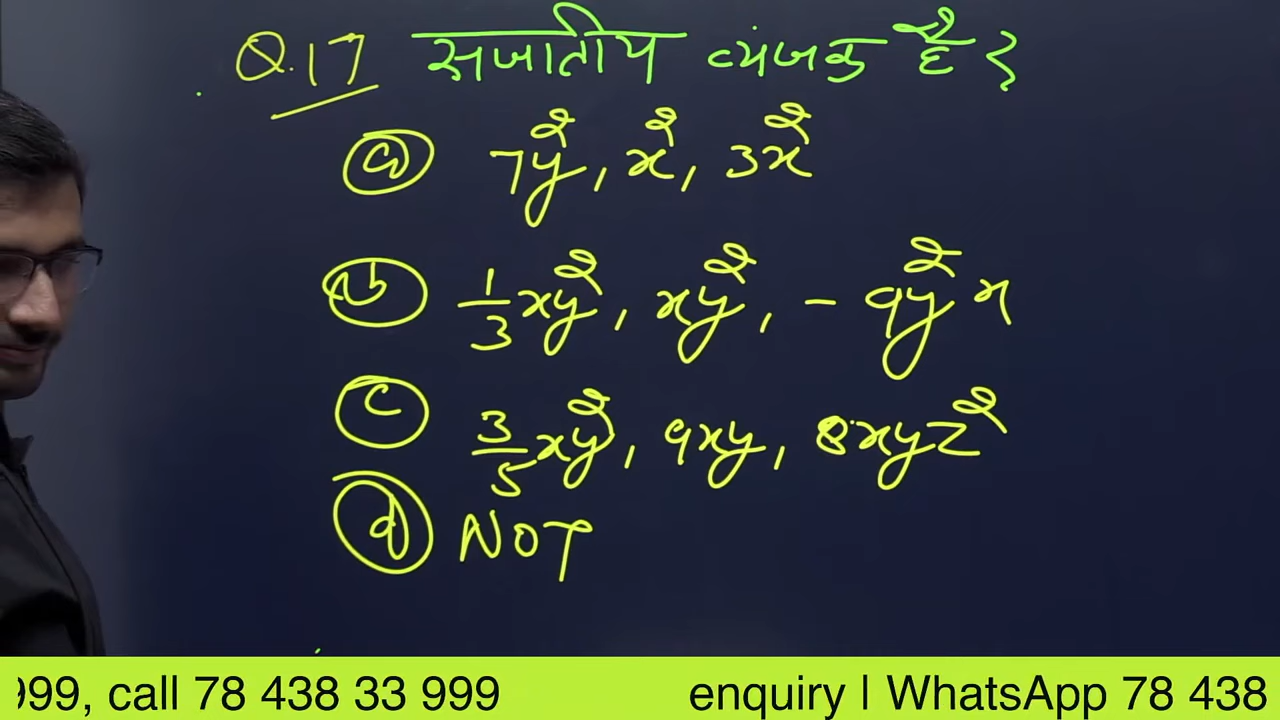 Q.17 सजातीय व्यंजक है ?
(a) 7y², x², 3x²
(b) 1/3 xy², xy², - 9y²x
(c) 3/5 xy², 9xy, 8xyz²
(d) NOT
999, call 78 438 33 999 enquiry | WhatsApp 78 438